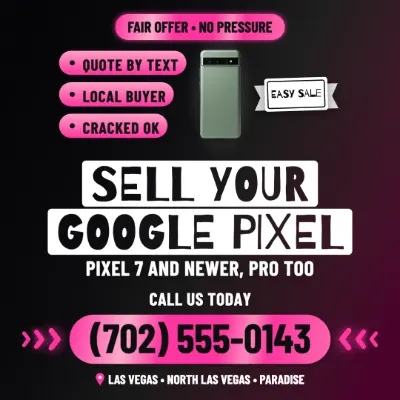 FAIR OFFER • NO PRESSURE
• QUOTE BY TEXT
• LOCAL BUYER
• CRACKED OK
EASY SALE
SELL YOUR
GOOGLE PIXEL
PIXEL 7 AND NEWER, PRO TOO
CALL US TODAY
(702) 555-0143
LAS VEGAS • NORTH LAS VEGAS • PARADISE